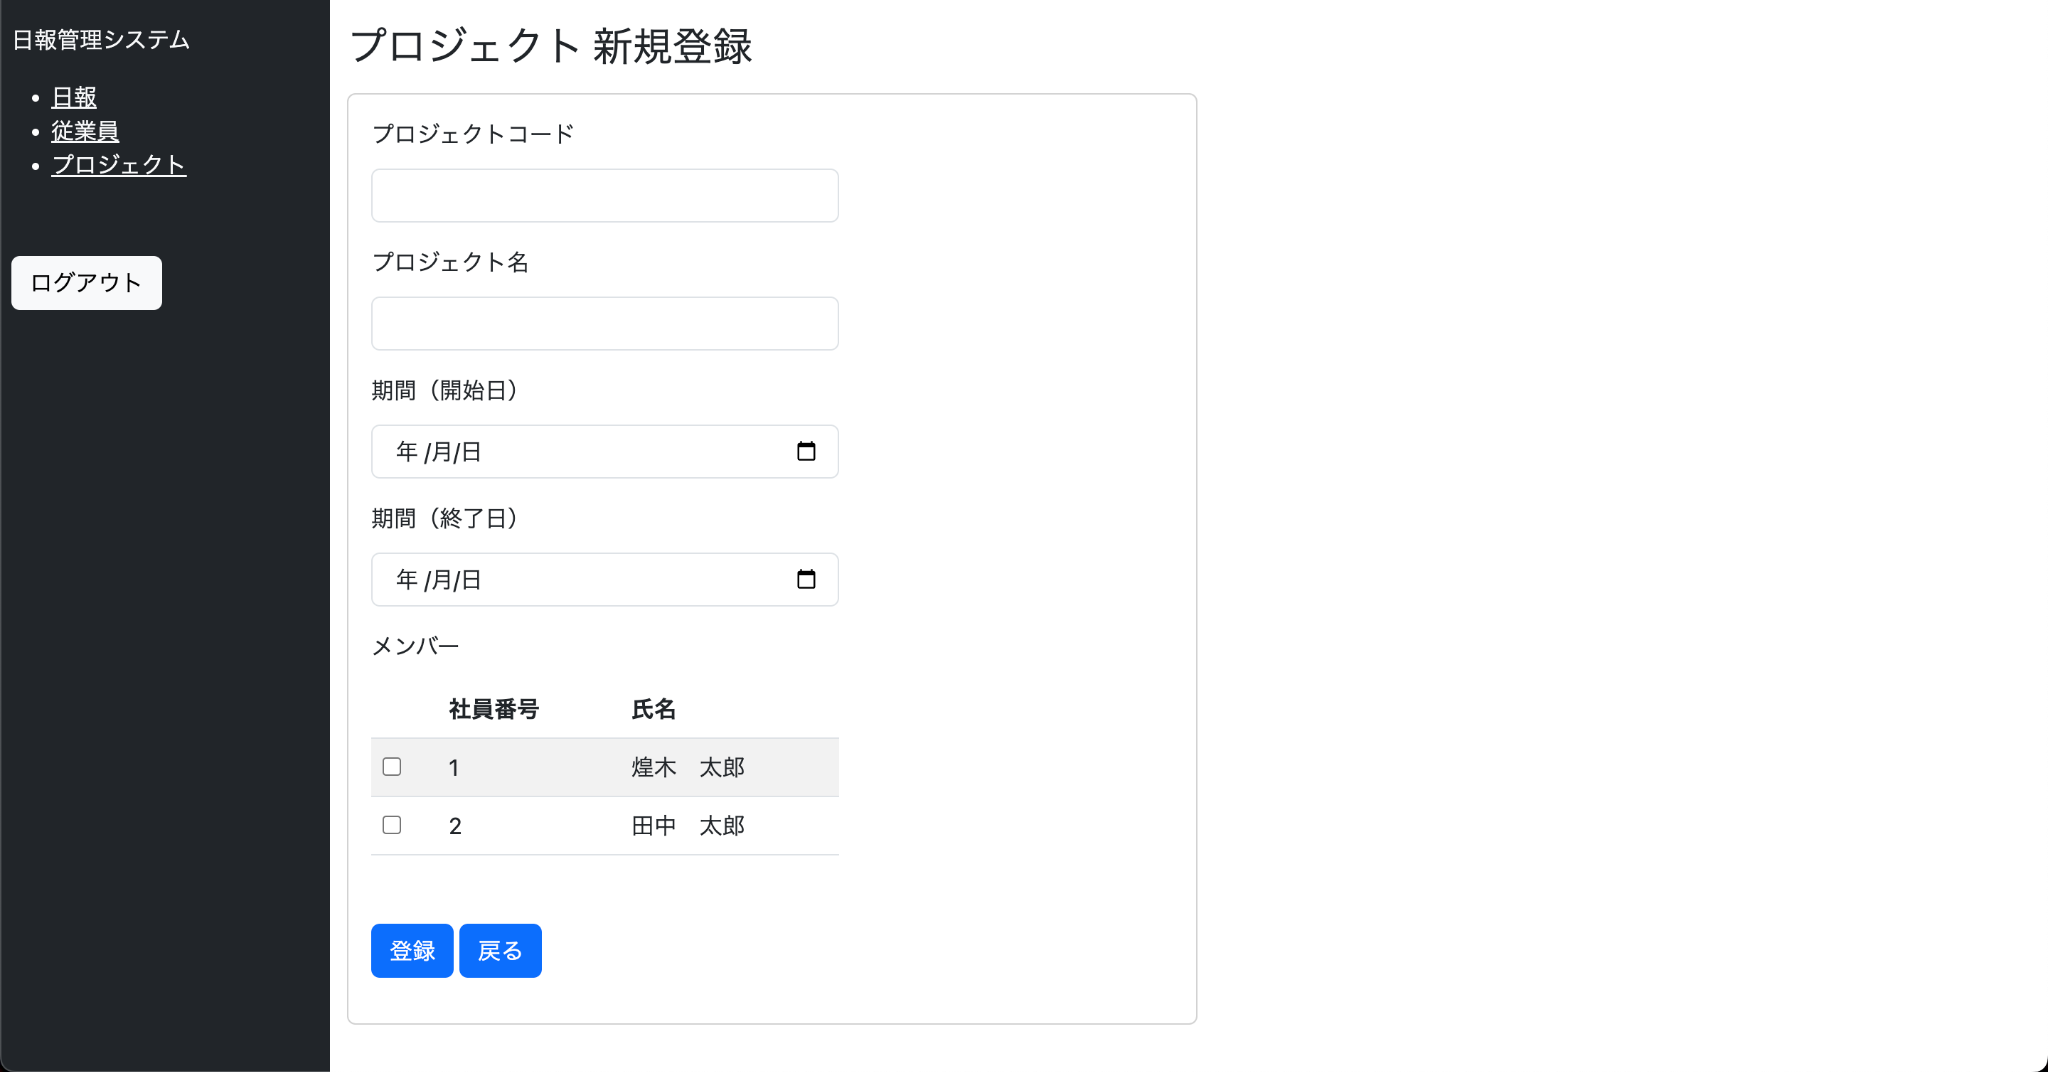 日報管理システム
日報
従業員
プロジェクト
ログアウト
プロジェクト 新規登録
プロジェクトコード
プロジェクト名
期間（開始日）
年 /月/日
期間（終了日）
年 /月/日
メンバー
社員番号 氏名
1 煌木　太郎
2 田中　太郎
登録 戻る